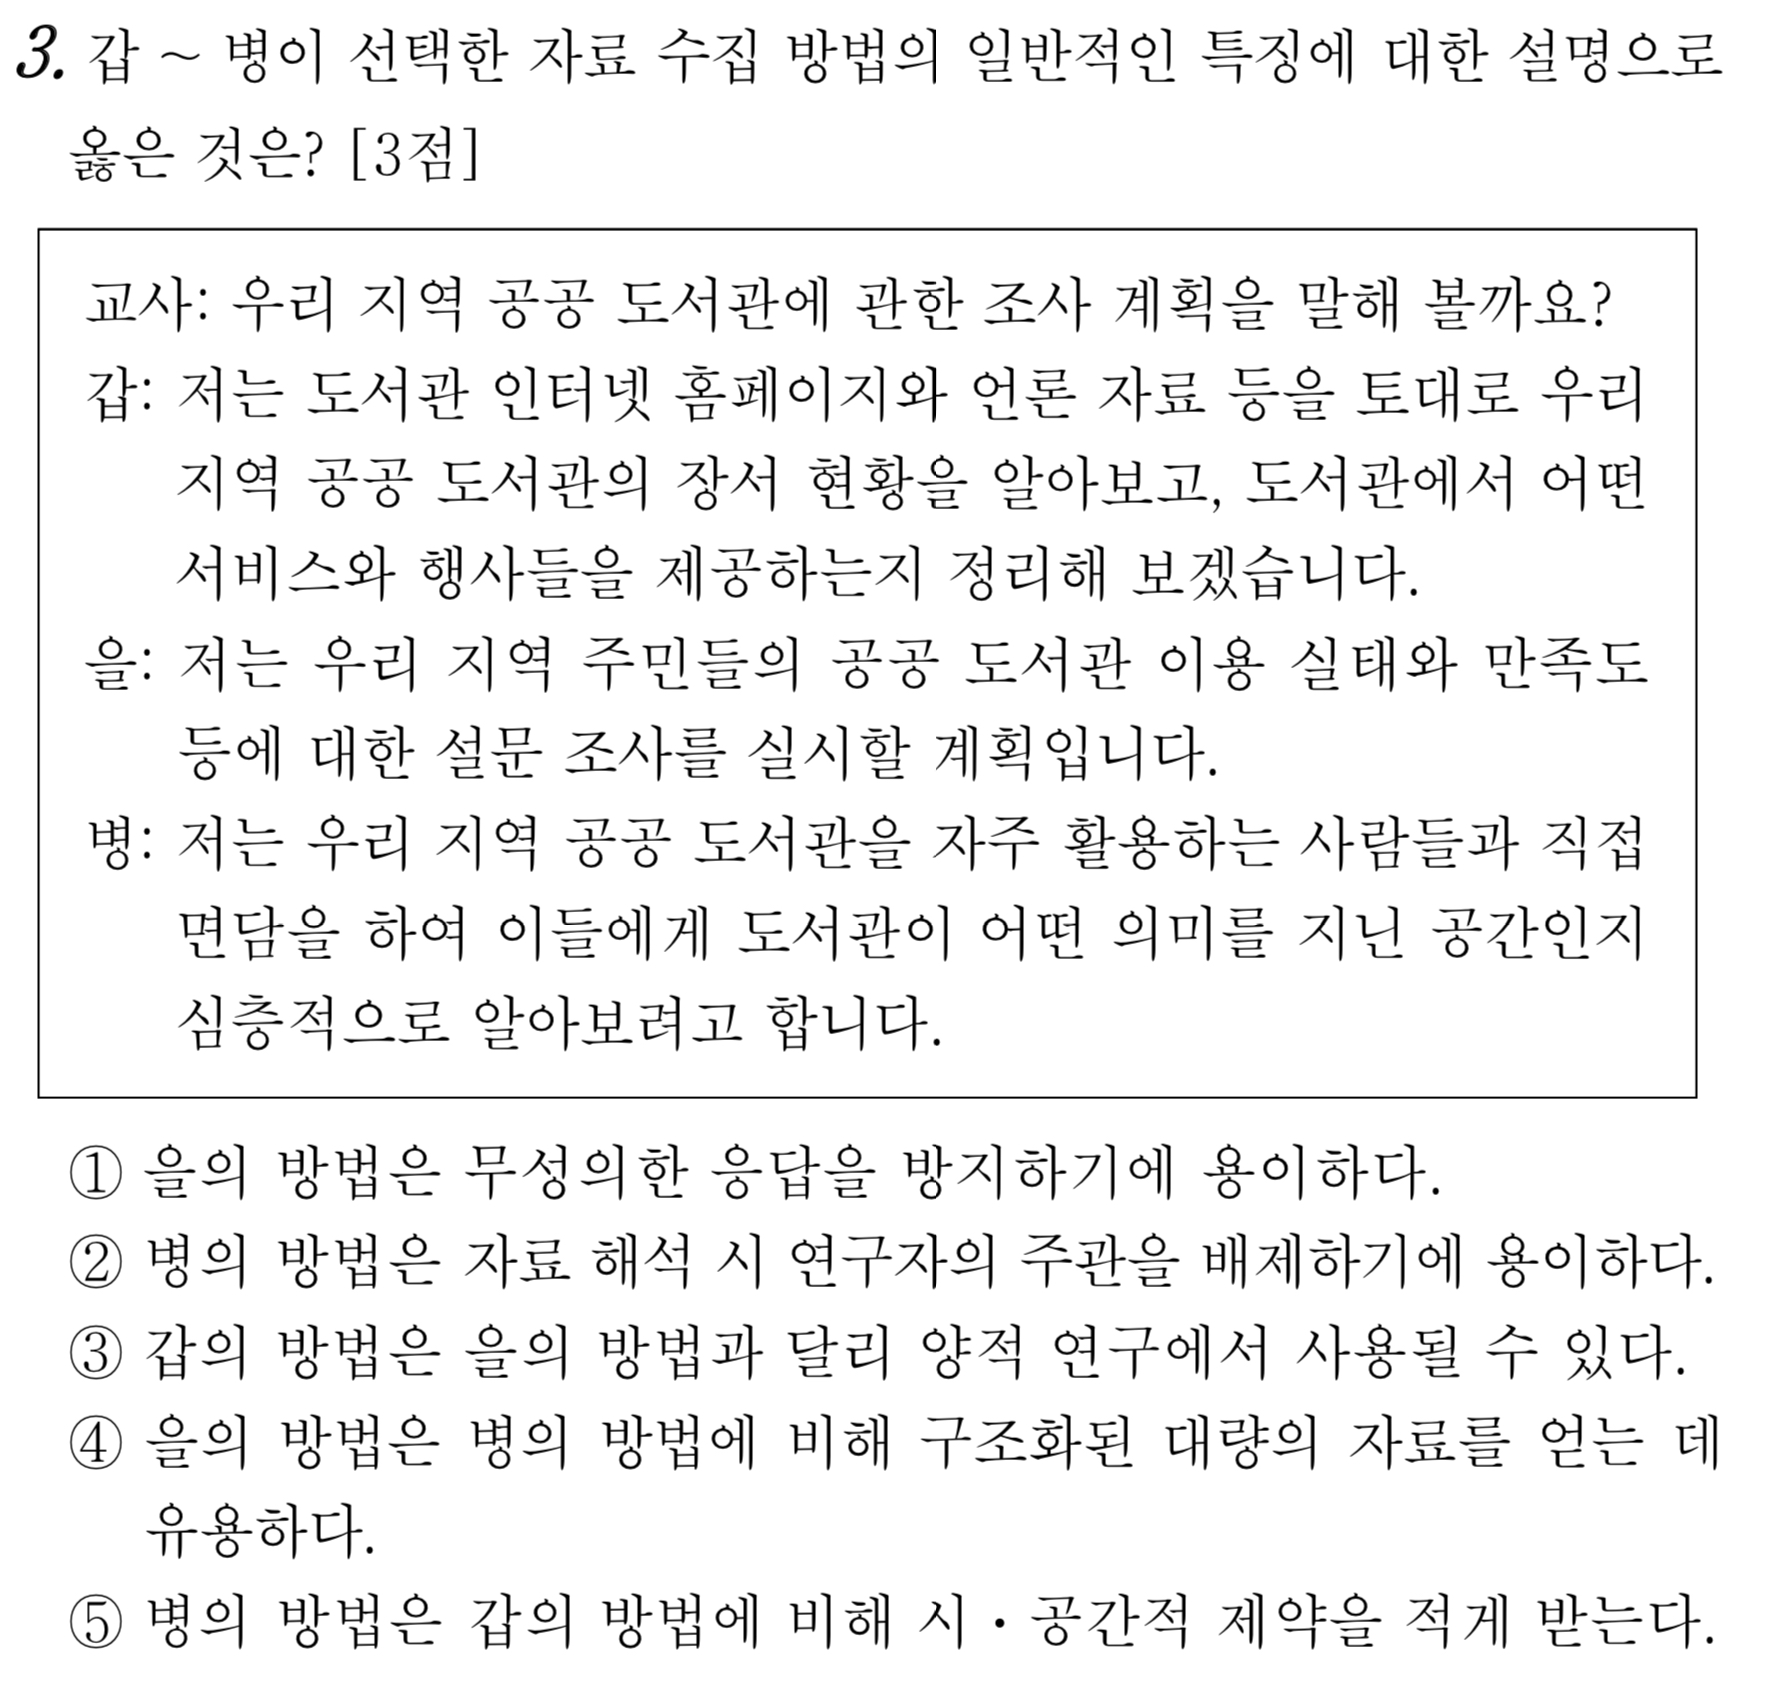 3. 갑 ~ 병이 선택한 자료 수집 방법의 일반적인 특징에 대한 설명으로
옳은 것은? [3점]
교사: 우리 지역 공공 도서관에 관한 조사 계획을 말해 볼까요?
갑: 저는 도서관 인터넷 홈페이지와 언론 자료 등을 토대로 우리
지역 공공 도서관의 장서 현황을 알아보고, 도서관에서 어떤
서비스와 행사들을 제공하는지 정리해 보겠습니다.
을: 저는 우리 지역 주민들의 공공 도서관 이용 실태와 만족도
등에 대한 설문 조사를 실시할 계획입니다.
병: 저는 우리 지역 공공 도서관을 자주 활용하는 사람들과 직접
면담을 하여 이들에게 도서관이 어떤 의미를 지닌 공간인지
심층적으로 알아보려고 합니다.
① 을의 방법은 무성의한 응답을 방지하기에 용이하다.
② 병의 방법은 자료 해석 시 연구자의 주관을 배제하기에 용이하다.
③ 갑의 방법은 을의 방법과 달리 양적 연구에서 사용될 수 있다.
④ 을의 방법은 병의 방법에 비해 구조화된 대량의 자료를 얻는 데
유용하다.
⑤ 병의 방법은 갑의 방법에 비해 시・공간적 제약을 적게 받는다.